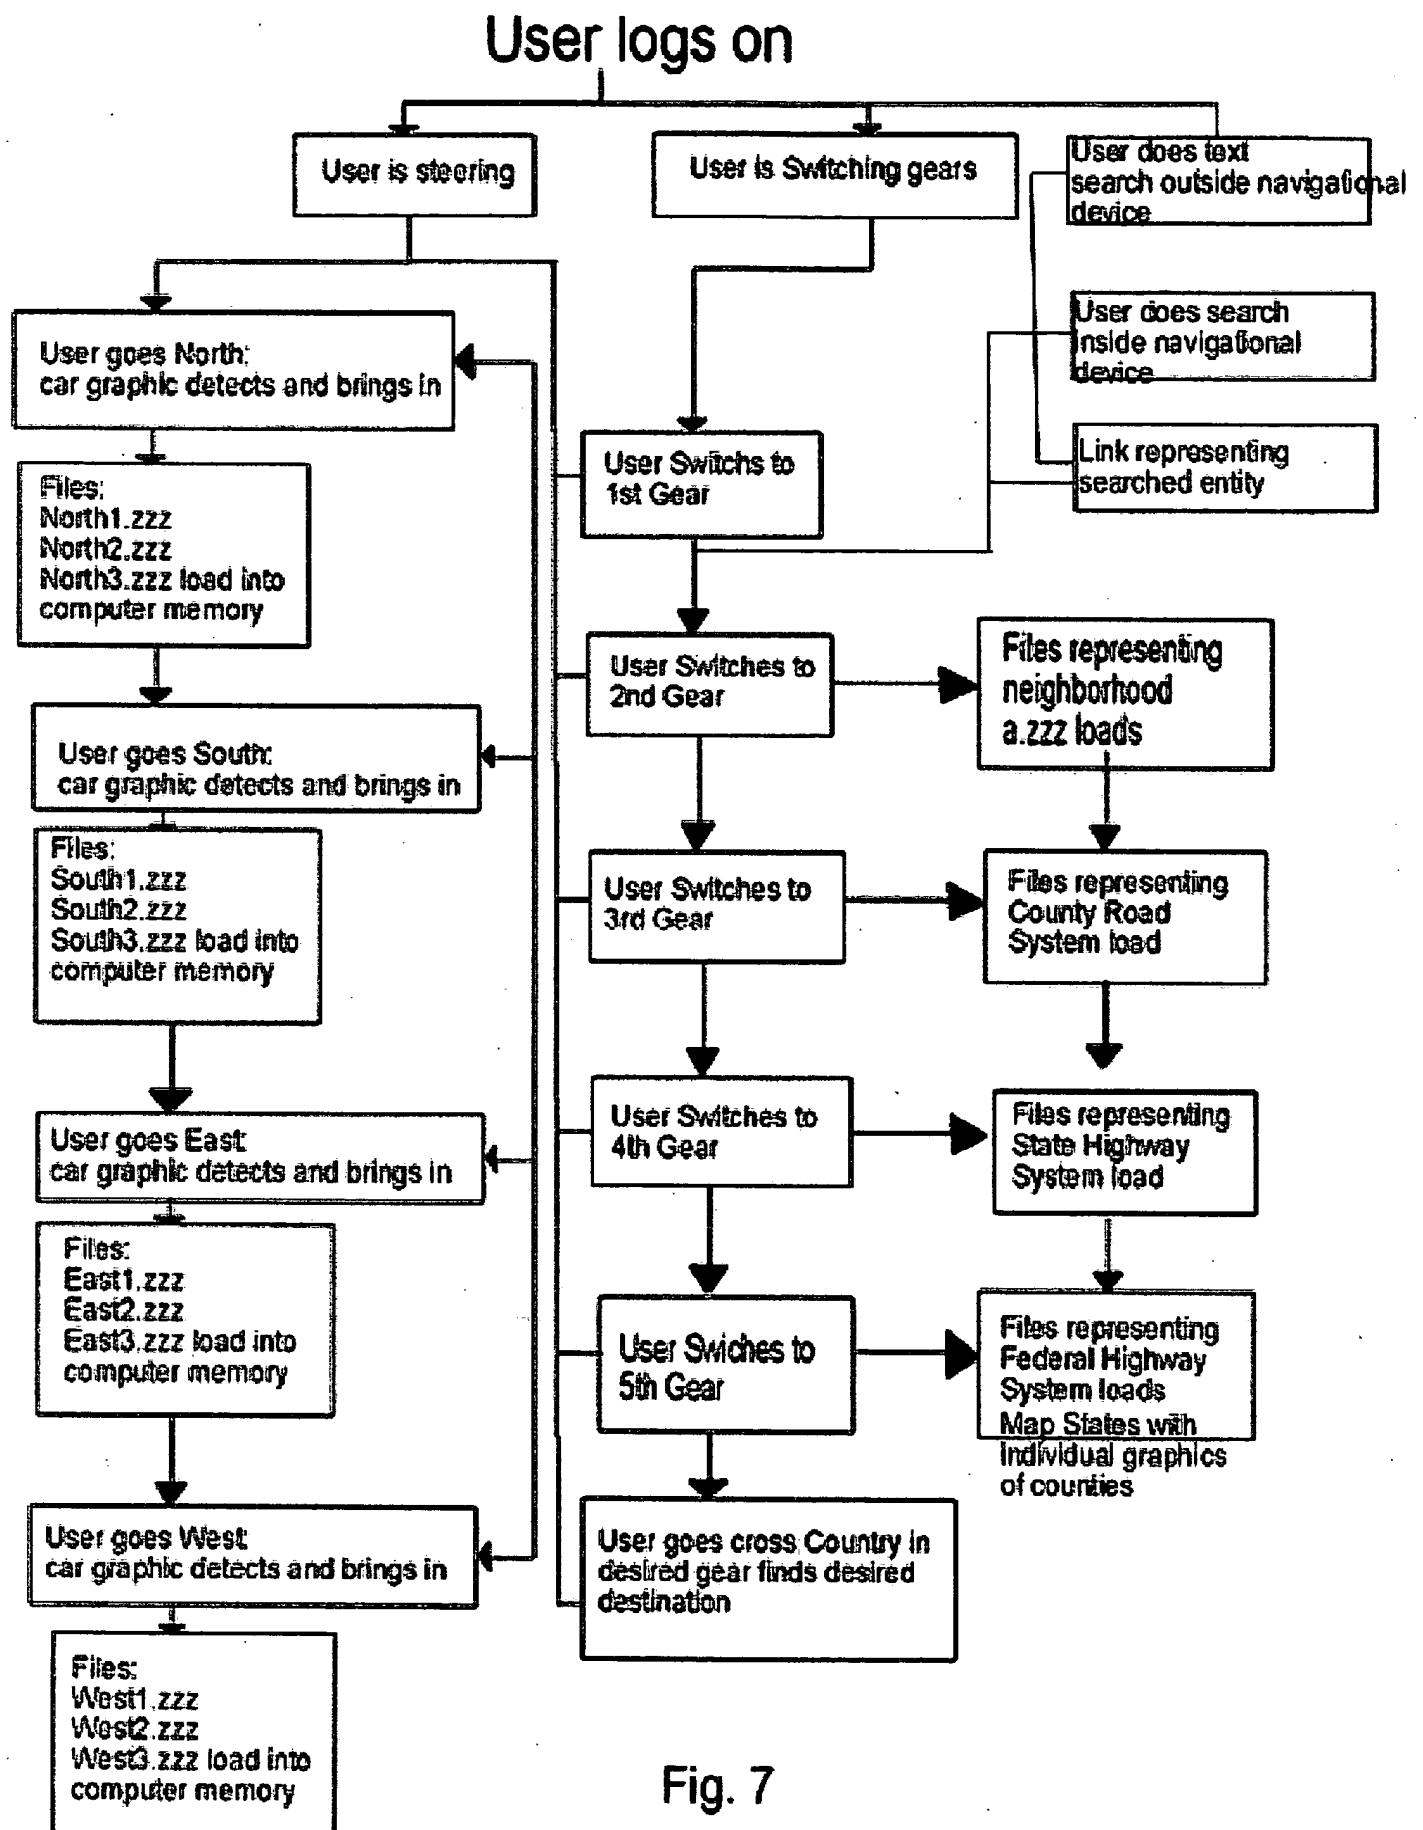 User logs on
User is steering
User is Switching gears
User does text
search outside navigational
device
User does search
inside navigational
device
Link representing
searched entity
User goes North:
car graphic detects and brings in
Files:
North1.zzz
North2.zzz
North3.zzz load into
computer memory
User goes South:
car graphic detects and brings in
Files:
South1.zzz
South2.zzz
South3.zzz load into
computer memory
User goes East:
car graphic detects and brings in
Files:
East1.zzz
East2.zzz
East3.zzz load into
computer memory
User goes West:
car graphic detects and brings in
Files:
West1.zzz
West2.zzz
West3.zzz load into
computer memory
User Switchs to
1st Gear
User Switches to
2nd Gear
User Switches to
3rd Gear
User Switches to
4th Gear
User Swiches to
5th Gear
User goes cross Country in
desired gear finds desired
destination
Files representing
neighborhood
a.zzz loads
Files representing
County Road
System load
Files representing
State Highway
System load
Files representing
Federal Highway
System loads
Map States with
individual graphics
of counties
Fig. 7